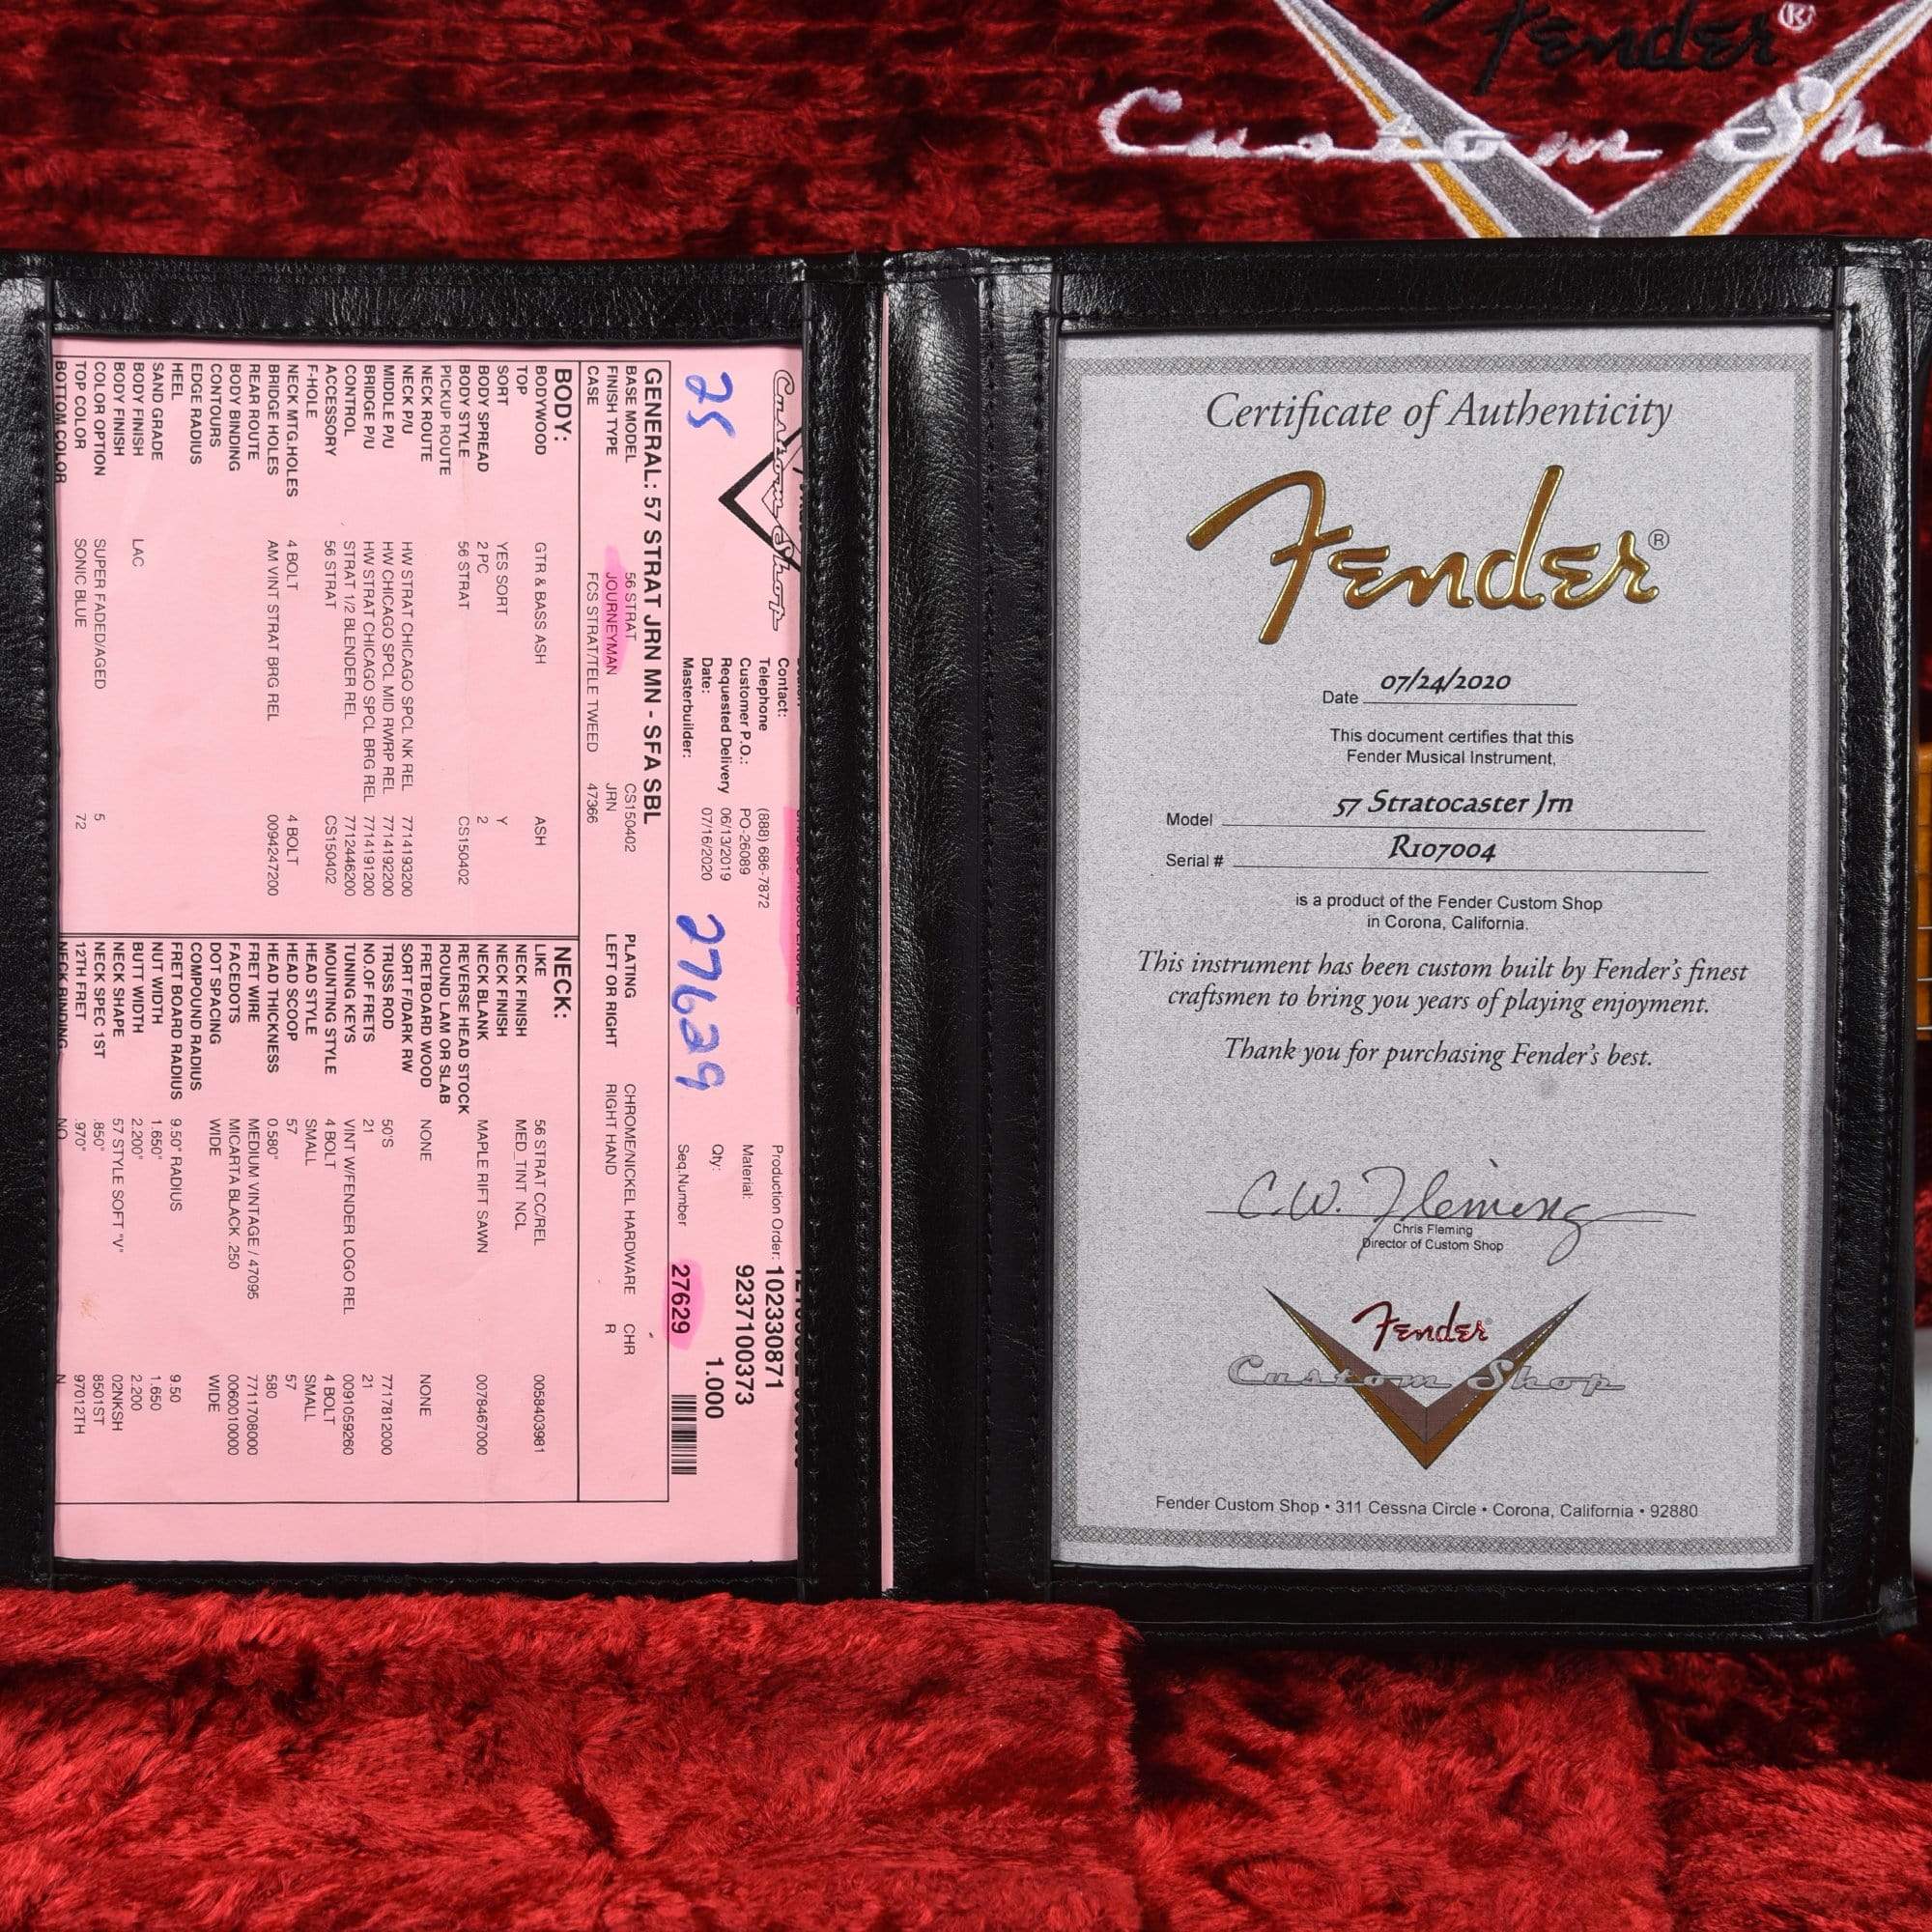 Fender®
Custom Sh
Custom Shop
25
27629
Contact:
Telephone (888) 686-7872
Customer P.O.: PO-26089
Requested Delivery 06/13/2019
Date: 07/16/2020
Masterbuilder:
Production Order: 102330871
Material: 9237100373
Qty: 1.000
Seq.Number 27629
GENERAL: 57 STRAT JRN MN - SFA SBL
BASE MODEL 56 STRAT CS150402 PLATING CHROME/NICKEL HARDWARE CHR
FINISH TYPE JOURNEYMAN JRN LEFT OR RIGHT RIGHT HAND R
CASE FCS STRAT/TELE TWEED 47366
BODY:
BODYWOOD GTR & BASS ASH ASH
TOP
SORT YES SORT Y
BODY SPREAD 2 PC 2
BODY STYLE 56 STRAT CS150402
PICKUP ROUTE
NECK ROUTE
NECK P/U HW STRAT CHICAGO SPCL NK REL 7714193200
MIDDLE P/U HW CHICAGO SPCL MID RWRP REL 7714192200
BRIDGE P/U HW STRAT CHICAGO SPCL BRG REL 7714191200
CONTROL STRAT 1/2 BLENDER REL 7712446200
ACCESSORY 56 STRAT CS150402
F-HOLE
NECK MTG.HOLES 4 BOLT 4 BOLT
BRIDGE HOLES AM VINT STRAT BRG REL 0094247200
REAR ROUTE
BODY BINDING
CONTOURS
EDGE RADIUS
HEEL
SAND GRADE
BODY FINISH LAC
BODY FINISH
COLOR OPTION SUPER FADED/AGED 5
TOP COLOR SONIC BLUE 72
BOTTOM COLOR
NECK:
LIKE 56 STRAT CC/REL 0058403981
NECK FINISH MED_TINT NCL
NECK FINISH
NECK BLANK MAPLE RIFT SAWN 0078467000
REVERSE HEAD STOCK
ROUND LAM OR SLAB
FRETBOARD WOOD NONE NONE
SORT F/DARK RW
TRUSS ROD 50'S 7717812000
NO.OF FRETS 21 21
TUNING KEYS VINT W/FENDER LOGO REL 0091059260
MOUNTING STYLE 4 BOLT 4 BOLT
HEAD STYLE SMALL SMALL
HEAD SCOOP 57 57
HEAD THICKNESS 0.580" 580
FRET WIRE MEDIUM VINTAGE / 47095 7711708000
FACEDOTS MICARTA BLACK .250 0060010000
DOT SPACING WIDE WIDE
COMPOUND RADIUS
FRET BOARD RADIUS 9.50" RADIUS 9.50
NUT WIDTH 1.650" 1.650
BUTT WIDTH 2.200" 2.200
NECK SHAPE 57 STYLE SOFT "V" 02NKSH
NECK SPEC 1ST .850" 8501ST
12TH FRET .970" 97012TH
NECK BINDING NO N
Certificate of Authenticity
Fender®
Date 07/24/2020
This document certifies that this
Fender Musical Instrument,
Model 57 Stratocaster Jrn
Serial # R107004
is a product of the Fender Custom Shop
in Corona, California.
This instrument has been custom built by Fender's finest
craftsmen to bring you years of playing enjoyment.
Thank you for purchasing Fender's best.
C.W. Fleming
Chris Fleming
Director of Custom Shop
Fender
Custom Shop
Fender Custom Shop • 311 Cessna Circle • Corona, California • 92880